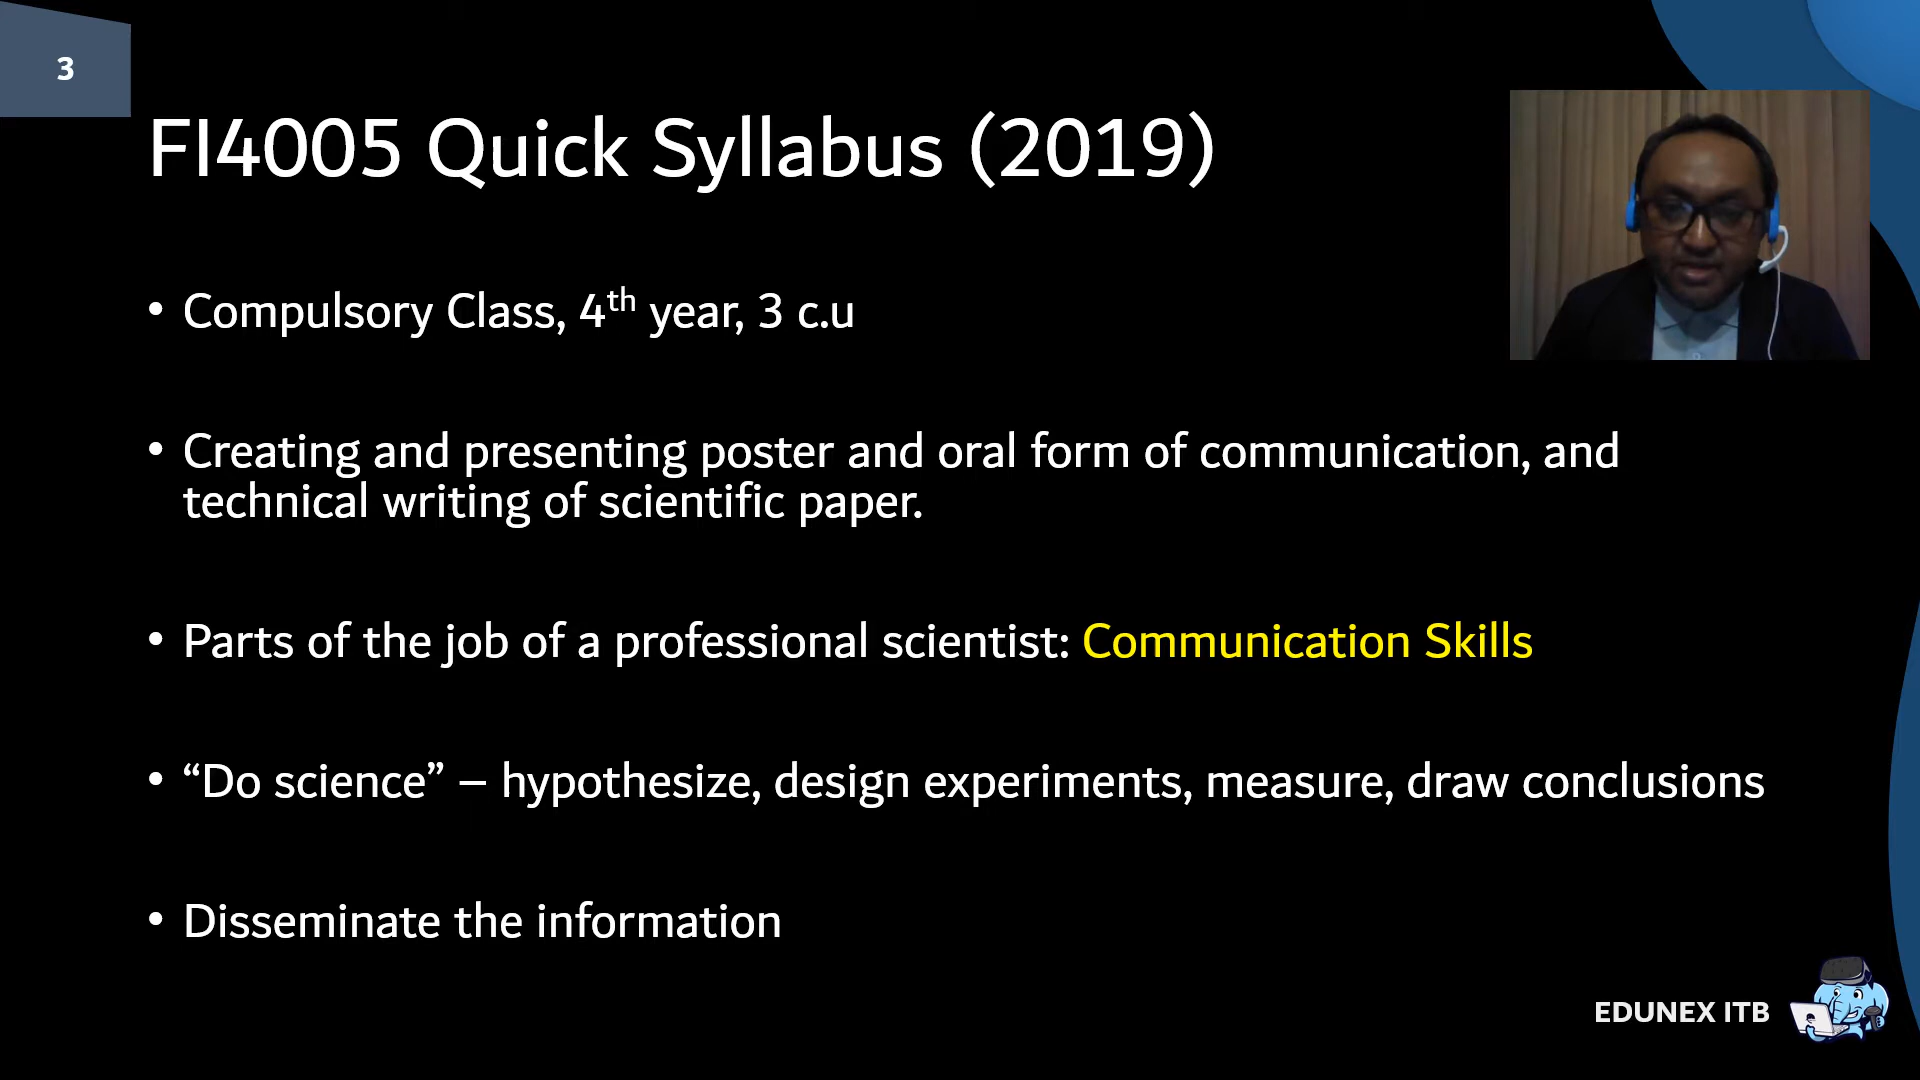 3
FI4005 Quick Syllabus (2019)
• Compulsory Class, 4th year, 3 c.u
• Creating and presenting poster and oral form of communication, and
technical writing of scientific paper.
• Parts of the job of a professional scientist: Communication Skills
• “Do science” – hypothesize, design experiments, measure, draw conclusions
• Disseminate the information
EDUNEX ITB